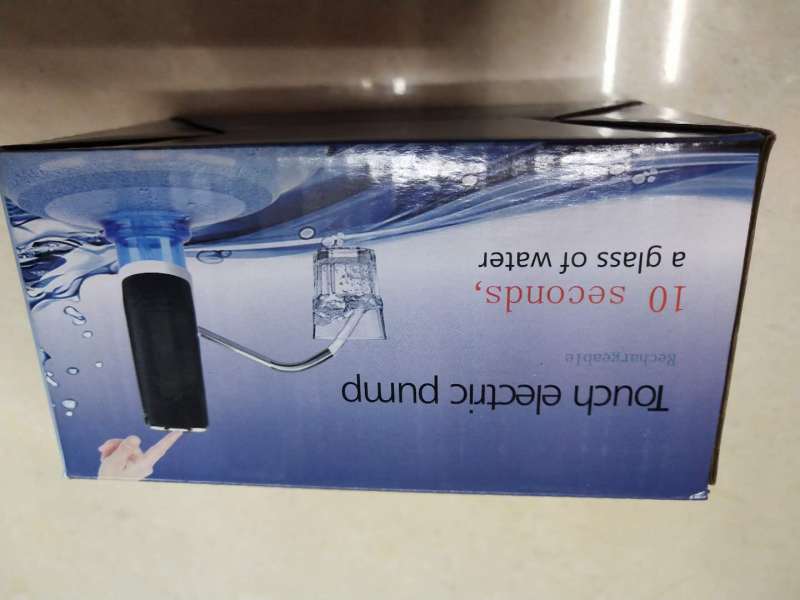 Touch electric pump
Rechargeable
10 seconds,
a glass of water